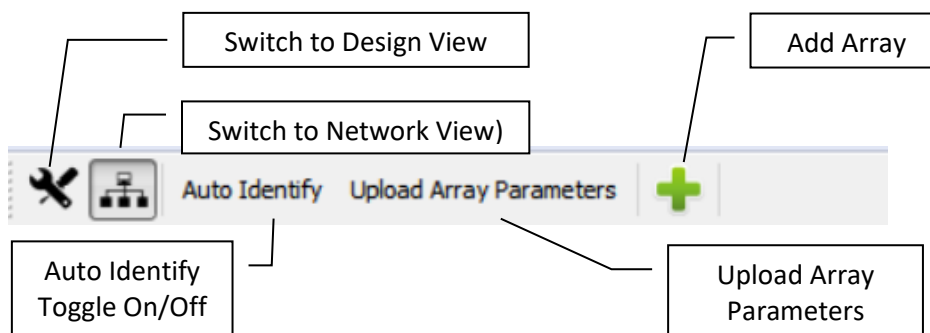 Switch to Design View
Add Array
Switch to Network View)
Auto Identify
Upload Array Parameters
Auto Identify
Toggle On/Off
Upload Array
Parameters